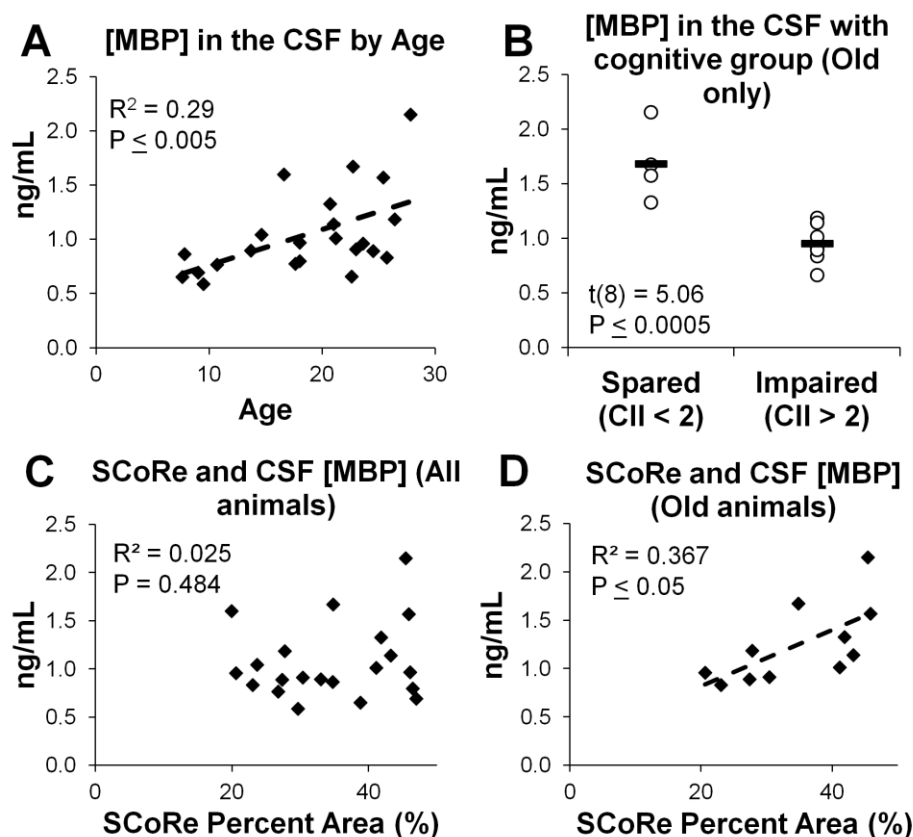 A
[MBP] in the CSF by Age
R² = 0.29
P ≤ 0.005
ng/mL
2.5
2.0
1.5
1.0
0.5
0.0
0 10 20 30
Age
B
[MBP] in the CSF with
cognitive group (Old
only)
ng/mL
2.5
2.0
1.5
1.0
0.5
0.0
t(8) = 5.06
P ≤ 0.0005
Spared
(CII < 2)
Impaired
(CII > 2)
C
SCoRe and CSF [MBP] (All
animals)
R² = 0.025
P = 0.484
ng/mL
2.5
2.0
1.5
1.0
0.5
0.0
0 20 40
SCoRe Percent Area (%)
D
SCoRe and CSF [MBP]
(Old animals)
R² = 0.367
P ≤ 0.05
ng/mL
2.5
2.0
1.5
1.0
0.5
0.0
0 20 40
SCoRe Percent Area (%)